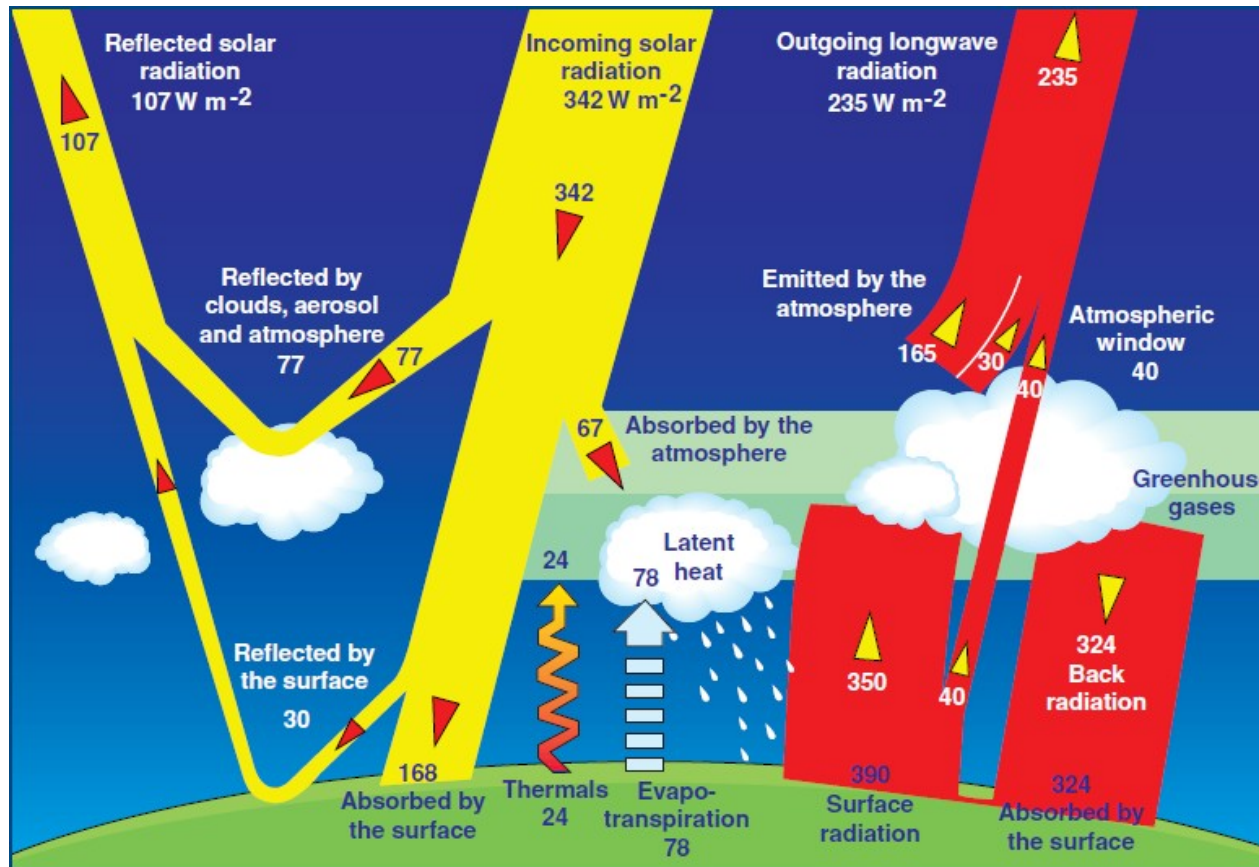 Reflected solar
radiation
107 W m-2
107
Incoming solar
radiation
342 W m-2
342
Outgoing longwave
radiation
235 W m-2
235
Reflected by
clouds, aerosol
and atmosphere
77
77
Emitted by the
atmosphere
165
30
40
Atmospheric
window
40
67
Absorbed by the
atmosphere
Greenhous
gases
24
78
Latent
heat
Reflected by
the surface
30
350
40
324
Back
radiation
168
Absorbed by
the surface
Thermals
24
Evapo-
transpiration
78
390
Surface
radiation
324
Absorbed by
the surface